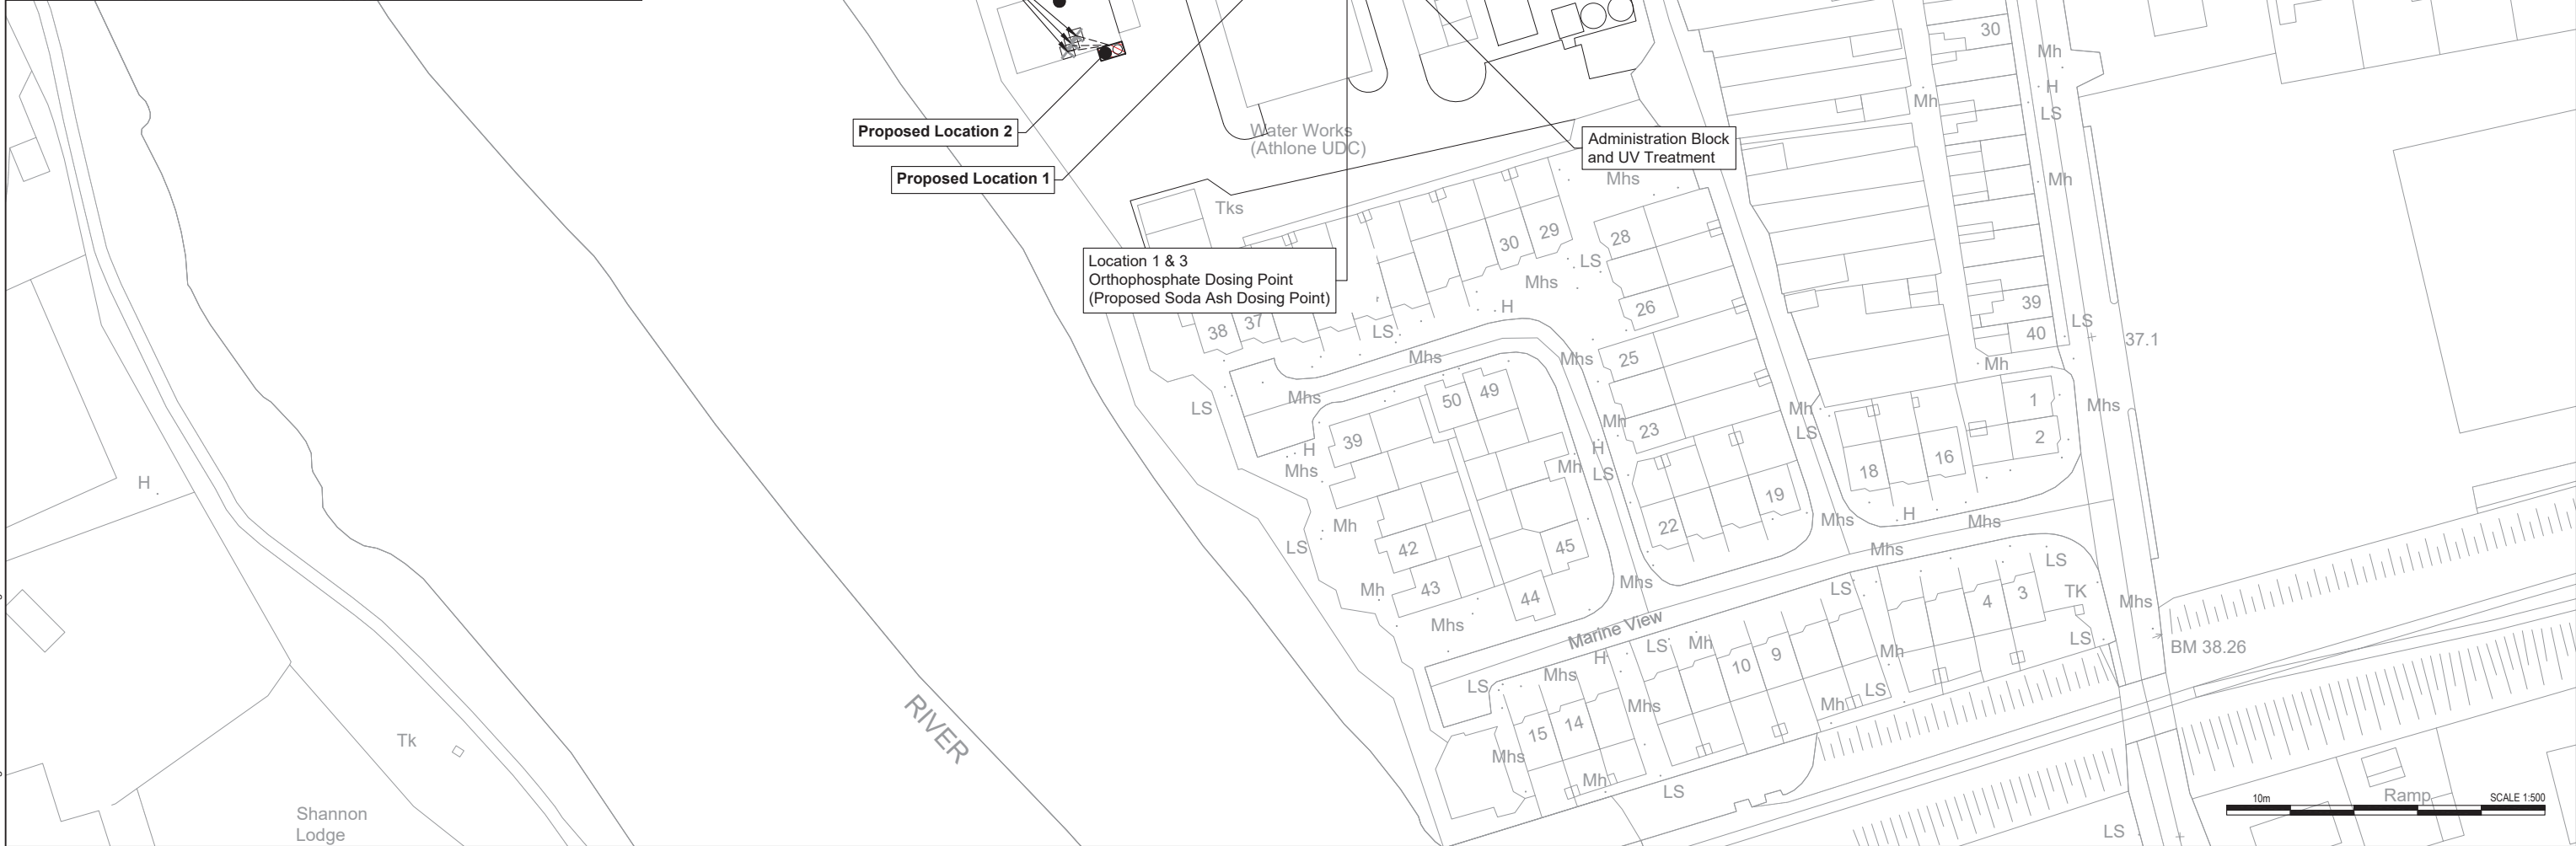 30
Mh
H
LS
Mh
Mh
Proposed Location 2
Proposed Location 1
Water Works
(Athlone UDC)
Administration Block
and UV Treatment
Mhs
Tks
30
29
28
LS
Mhs
26
H
Location 1 & 3
Orthophosphate Dosing Point
(Proposed Soda Ash Dosing Point)
38
37
LS
Mhs
Mhs
25
39
40
LS
37.1
Mh
LS
Mhs
50
49
39
H
Mhs
Mh
23
H
LS
Mh
Mh
LS
1
2
Mhs
18
16
H
Mh
LS
42
43
Mh
45
44
Mhs
Mhs
22
19
Mhs
H
Mhs
Mhs
LS
TK
Mhs
LS
BM 38.26
LS
4
3
Marine View
H
LS
Mh
10
9
Mh
LS
Mh
Mhs
LS
Mhs
15
14
Mhs
Mh
LS
RIVER
Tk
Shannon
Lodge
10m
SCALE 1:500
Ramp
LS